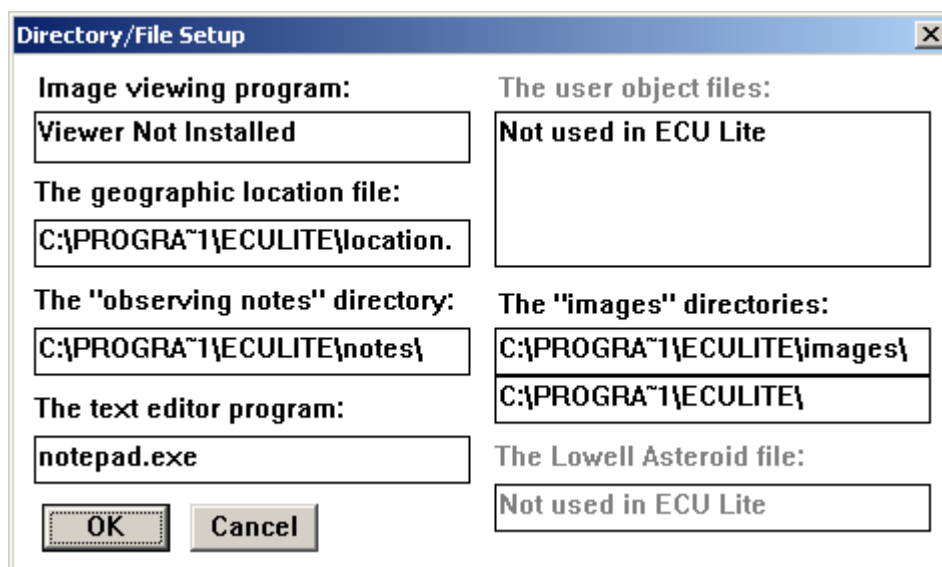 Directory/File Setup
Image viewing program:
Viewer Not Installed
The geographic location file:
C:\PROGRA~1\ECULITE\location.
The "observing notes" directory:
C:\PROGRA~1\ECULITE\notes\
The text editor program:
notepad.exe
OK
Cancel
The user object files:
Not used in ECU Lite
The "images" directories:
C:\PROGRA~1\ECULITE\images\
C:\PROGRA~1\ECULITE\
The Lowell Asteroid file:
Not used in ECU Lite